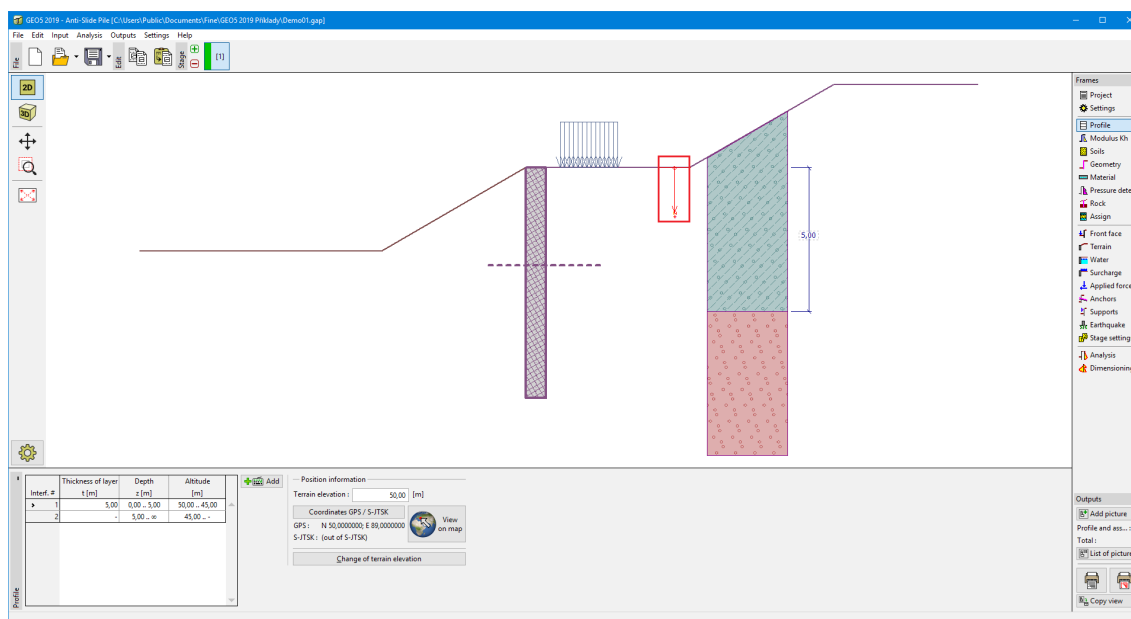 GEO5 2019 - Anti-Slide Pile [C:\Users\Public\Documents\Fine\GEO5 2019 Příklady\Demo01.gap]
File Edit Input Analysis Outputs Settings Help
File
Edit
Stage
[1]
2D
3D
5,00
Frames
Project
Settings
Profile
Modulus Kh
Soils
Geometry
Material
Pressure dete
Rock
Assign
Front face
Terrain
Water
Surcharge
Applied force
Anchors
Supports
Earthquake
Stage setting
Analysis
Dimensioning
Outputs
Add picture
Profile and ass... :
Total :
List of picture
Copy view
Profile
Thickness of layer Depth Altitude
Interf. # t [m] z [m] [m]
1 5,00 0,00 .. 5,00 50,00 .. 45,00
2 - 5,00 .. ∞ 45,00 .. -
Add
Position information
Terrain elevation : 50,00 [m]
Coordinates GPS / S-JTSK
GPS : N 50,0000000; E 89,0000000
S-JTSK : (out of S-JTSK)
View
on map
Change of terrain elevation